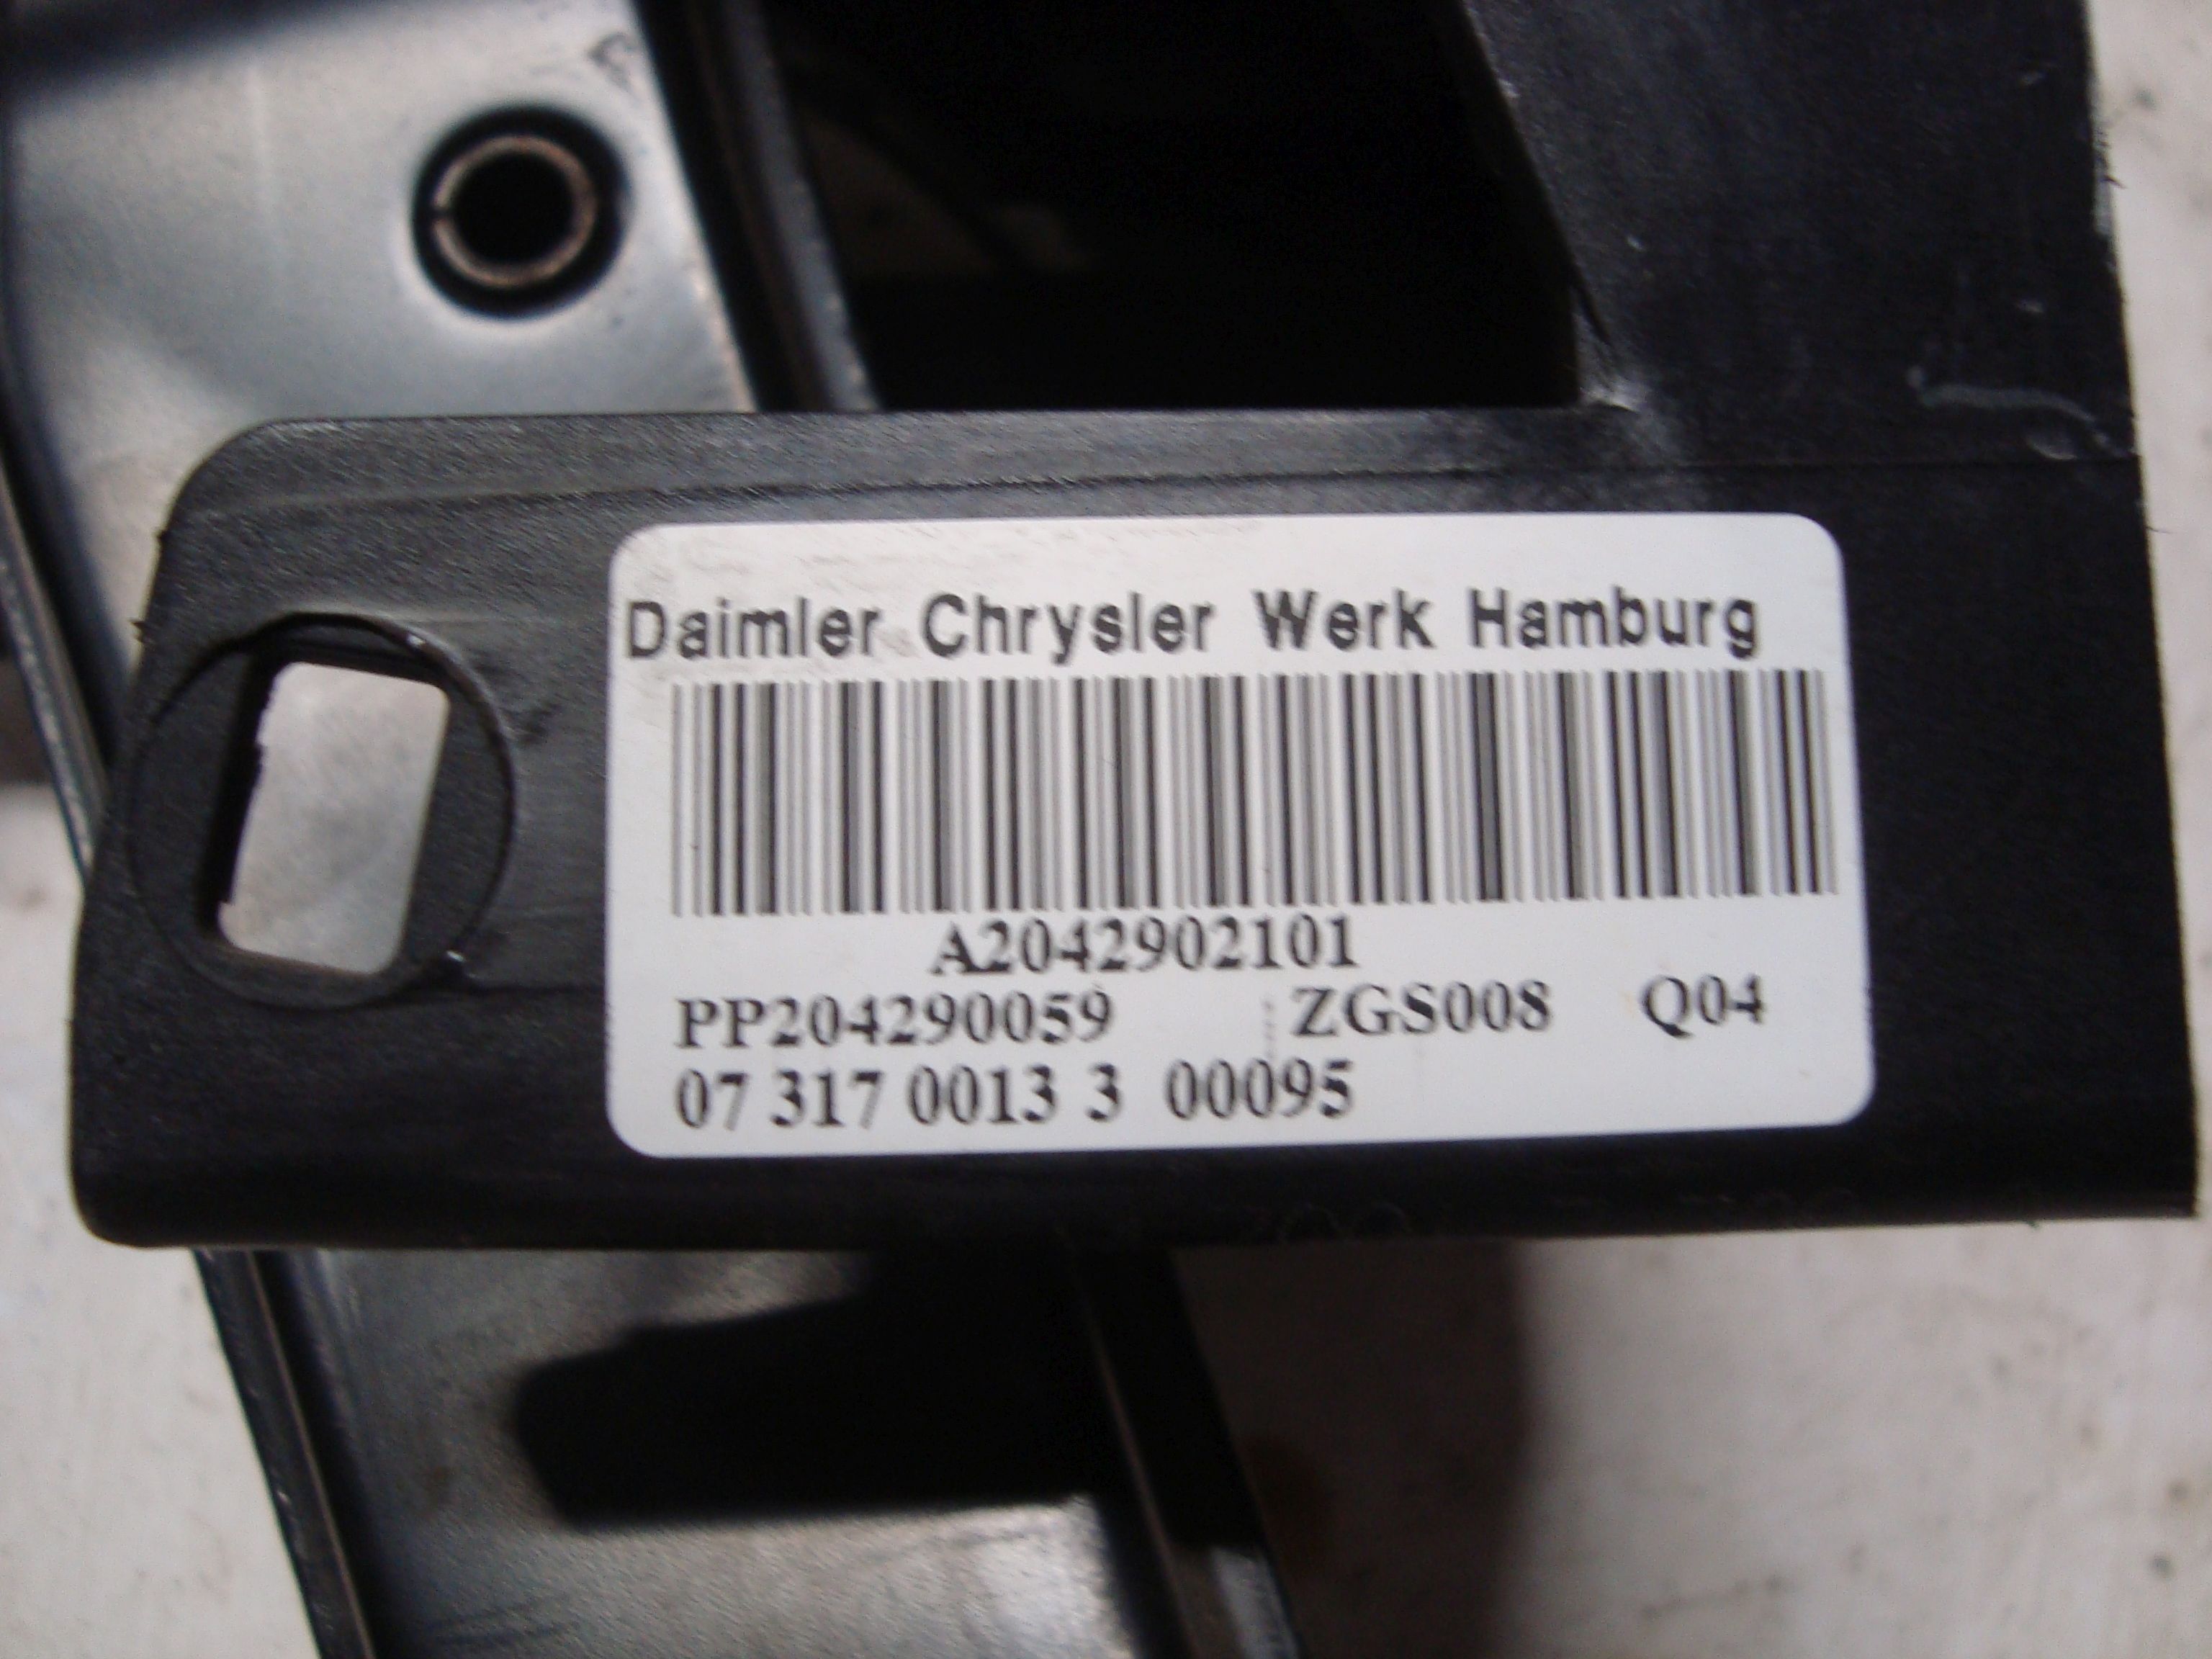 Daimler Chrysler Werk Hamburg
A2042902101
PP204290059 ZGS008 Q04
07 317 0013 3 00095